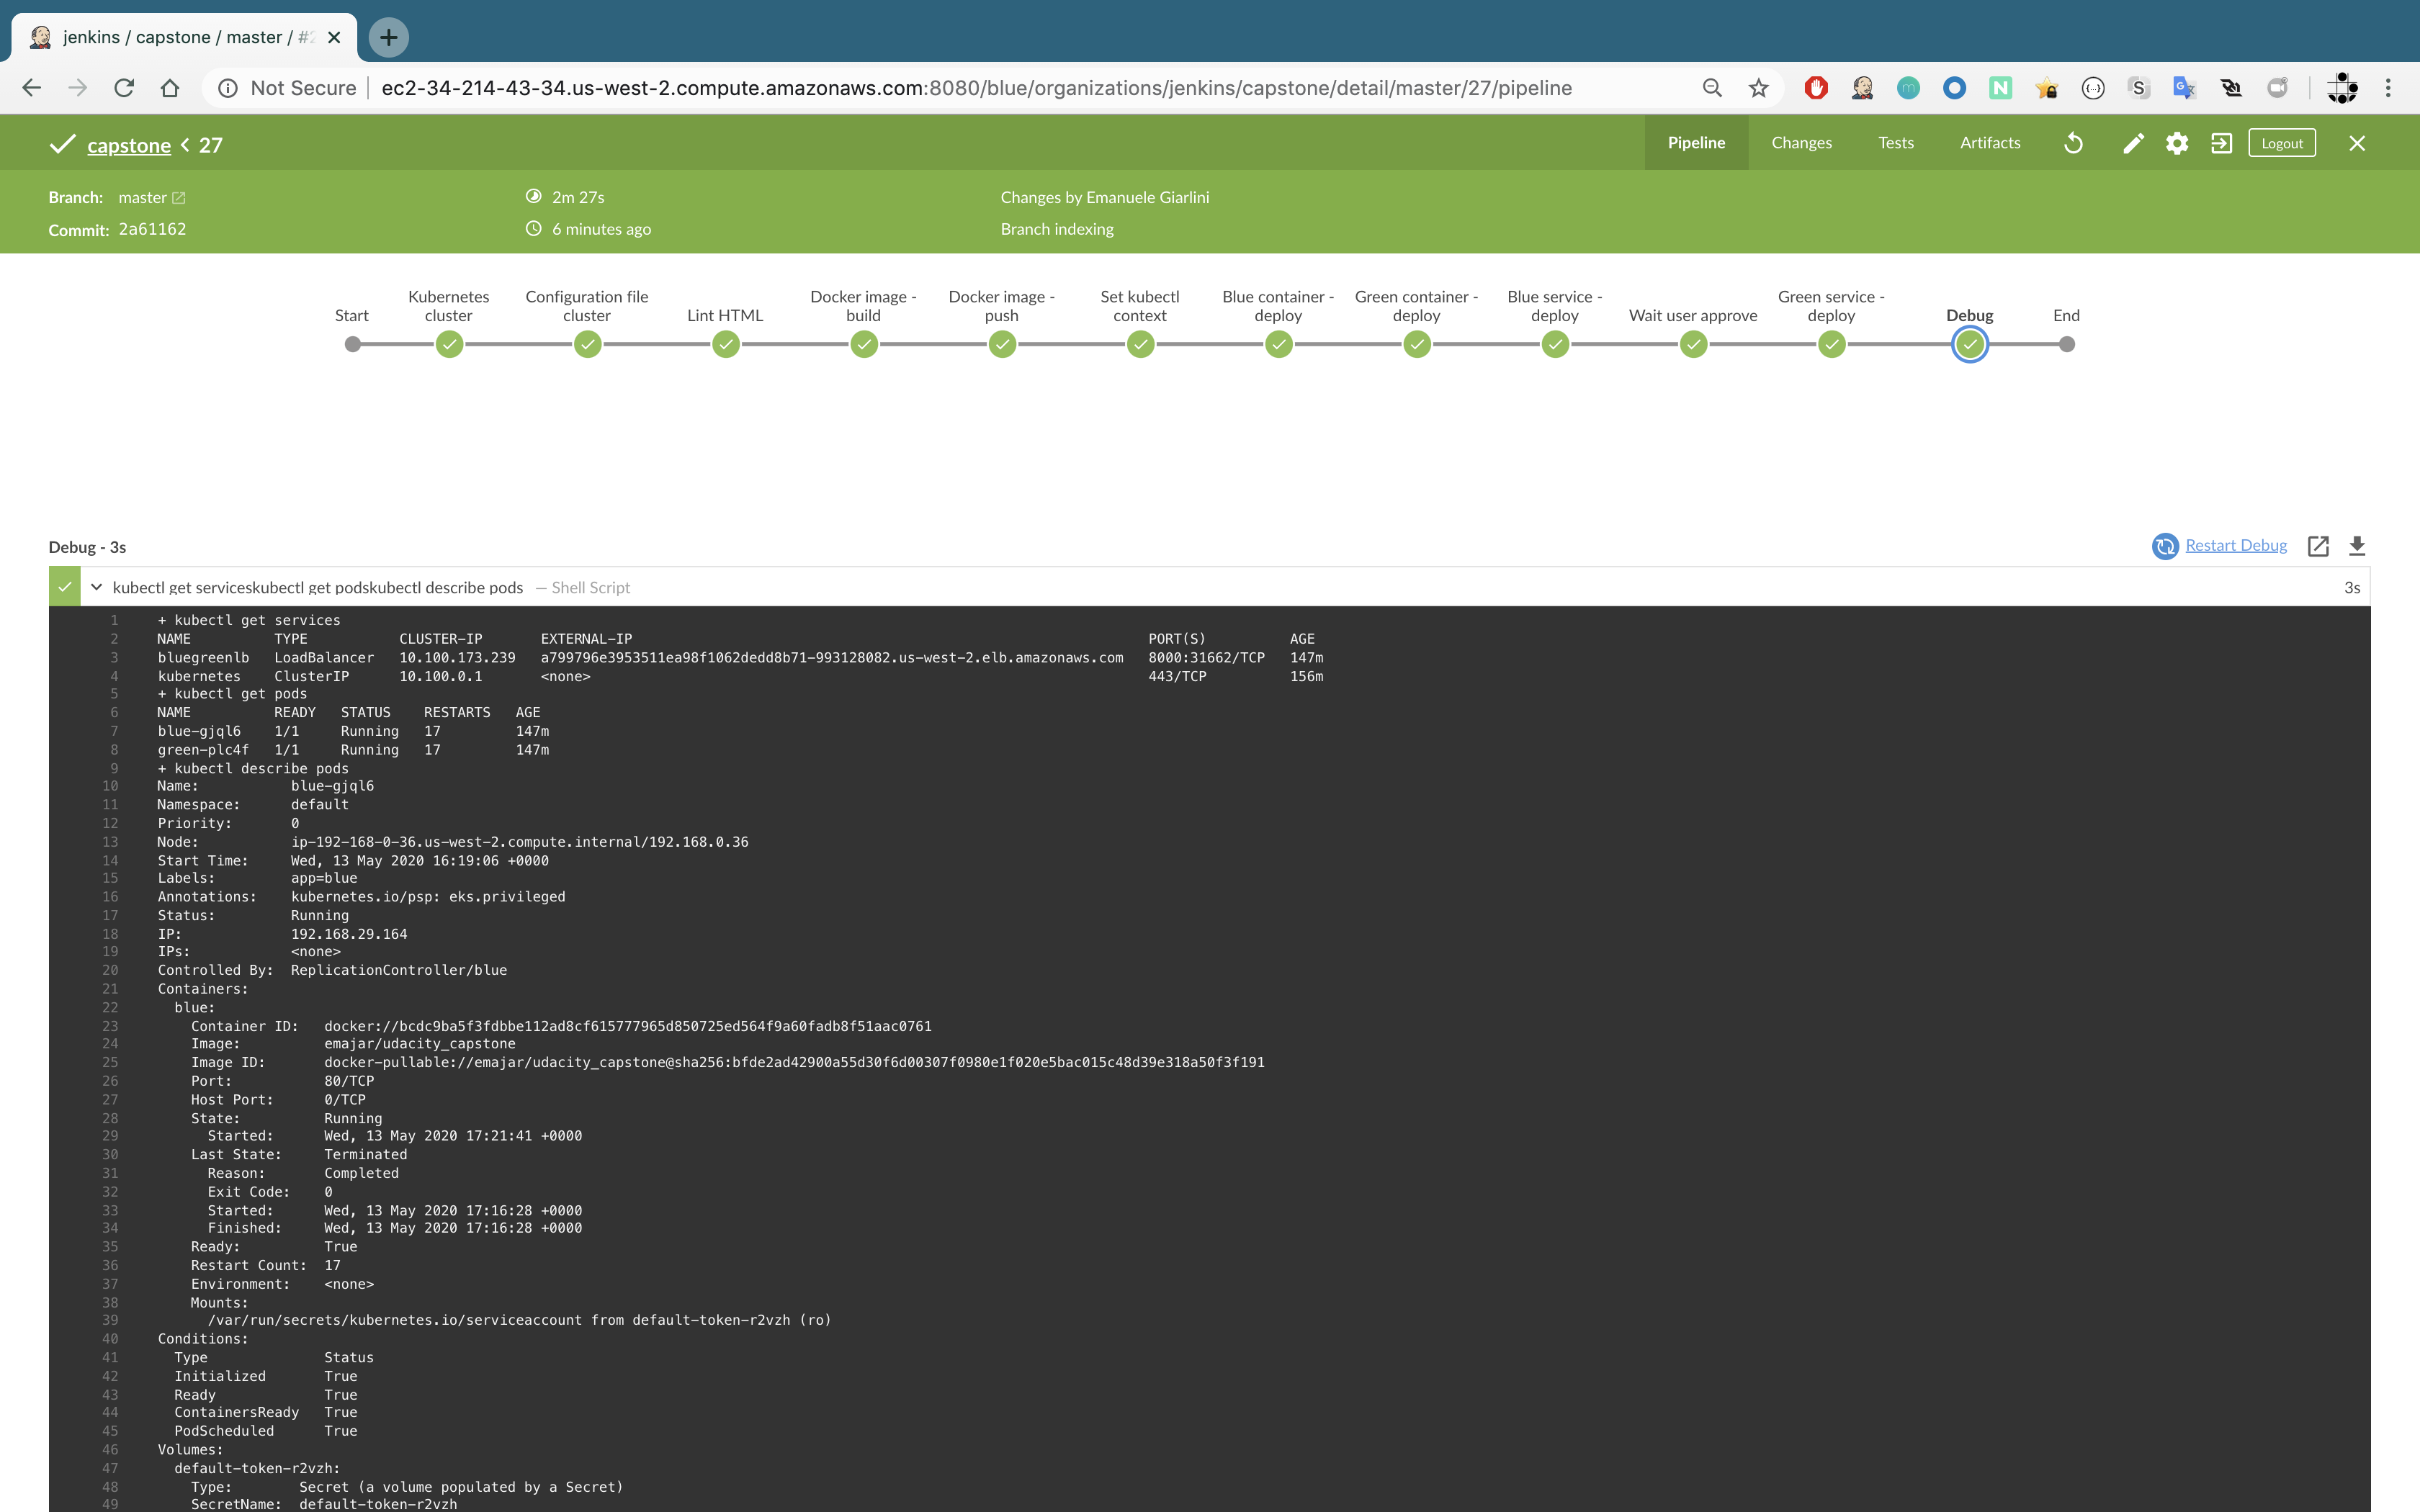 jenkins / capstone / master / #2
Not Secure ec2-34-214-43-34.us-west-2.compute.amazonaws.com:8080/blue/organizations/jenkins/capstone/detail/master/27/pipeline
capstone < 27 Pipeline Changes Tests Artifacts Logout
Branch: master 2m 27s Changes by Emanuele Giarlini
Commit: 2a61162 6 minutes ago Branch indexing
Start
Kubernetes
cluster
Configuration file
cluster
Lint HTML
Docker image -
build
Docker image -
push
Set kubectl
context
Blue container -
deploy
Green container -
deploy
Blue service -
deploy
Wait user approve
Green service -
deploy
Debug
End
Debug - 3s Restart Debug
kubectl get serviceskubectl get podskubectl describe pods — Shell Script 3s
1 + kubectl get services
2 NAME TYPE CLUSTER-IP EXTERNAL-IP PORT(S) AGE
3 bluegreenlb LoadBalancer 10.100.173.239 a799796e3953511ea98f1062dedd8b71-993128082.us-west-2.elb.amazonaws.com 8000:31662/TCP 147m
4 kubernetes ClusterIP 10.100.0.1 <none> 443/TCP 156m
5 + kubectl get pods
6 NAME READY STATUS RESTARTS AGE
7 blue-gjql6 1/1 Running 17 147m
8 green-plc4f 1/1 Running 17 147m
9 + kubectl describe pods
10 Name: blue-gjql6
11 Namespace: default
12 Priority: 0
13 Node: ip-192-168-0-36.us-west-2.compute.internal/192.168.0.36
14 Start Time: Wed, 13 May 2020 16:19:06 +0000
15 Labels: app=blue
16 Annotations: kubernetes.io/psp: eks.privileged
17 Status: Running
18 IP: 192.168.29.164
19 IPs: <none>
20 Controlled By: ReplicationController/blue
21 Containers:
22 blue:
23 Container ID: docker://bcdc9ba5f3fdbbe112ad8cf615777965d850725ed564f9a60fadb8f51aac0761
24 Image: emajar/udacity_capstone
25 Image ID: docker-pullable://emajar/udacity_capstone@sha256:bfde2ad42900a55d30f6d00307f0980e1f020e5bac015c48d39e318a50f3f191
26 Port: 80/TCP
27 Host Port: 0/TCP
28 State: Running
29 Started: Wed, 13 May 2020 17:21:41 +0000
30 Last State: Terminated
31 Reason: Completed
32 Exit Code: 0
33 Started: Wed, 13 May 2020 17:16:28 +0000
34 Finished: Wed, 13 May 2020 17:16:28 +0000
35 Ready: True
36 Restart Count: 17
37 Environment: <none>
38 Mounts:
39 /var/run/secrets/kubernetes.io/serviceaccount from default-token-r2vzh (ro)
40 Conditions:
41 Type Status
42 Initialized True
43 Ready True
44 ContainersReady True
45 PodScheduled True
46 Volumes:
47 default-token-r2vzh:
48 Type: Secret (a volume populated by a Secret)
49 SecretName: default-token-r2vzh